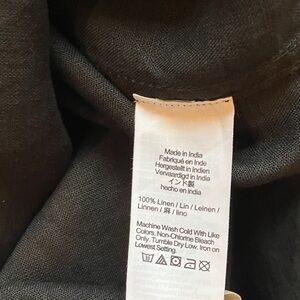 Made in India
Fabriqué en Inde
Hergestellt in Indien
Vervaardigd in India
インド製
hecho en india
100% Linen / Lin / Leinen /
Linnen / 麻 / lino
Machine Wash Cold With Like
Colors, Non-Chlorine Bleach
Only, Tumble Dry Low. Iron on
Lowest Setting.